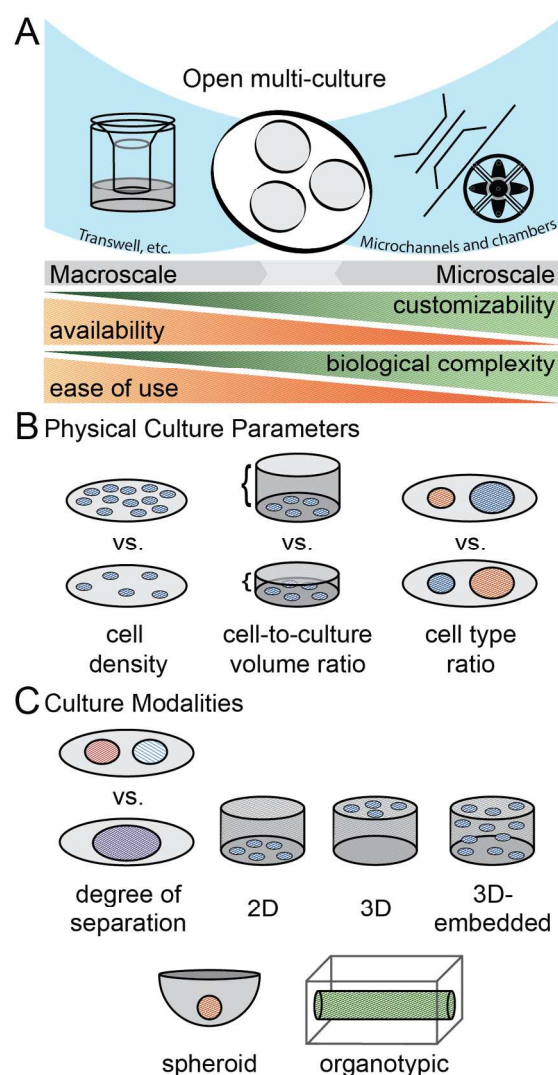 A
Open multi-culture
Transwell, etc.
Microchannels and chambers
Macroscale
Microscale
customizability
availability
biological complexity
ease of use
B Physical Culture Parameters
vs.
vs.
vs.
cell
density
cell-to-culture
volume ratio
cell type
ratio
C Culture Modalities
vs.
degree of
separation
2D
3D
3D-
embedded
spheroid
organotypic